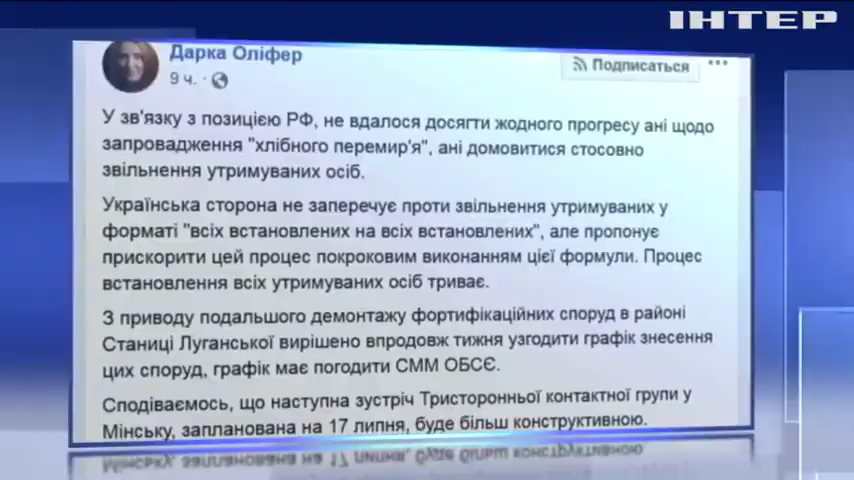 ІНТЕР
Дарка Оліфер
Подписаться
9 ч.
У зв'язку з позицією РФ, не вдалося досягти жодного прогресу ані щодо
запровадження "хлібного перемир'я", ані домовитися стосовно
звільнення утримуваних осіб.
Українська сторона не заперечує проти звільнення утримуваних у
форматі "всіх встановлених на всіх встановлених", але пропонує
прискорити цей процес покроковим виконанням цієї формули. Процес
встановлення всіх утримуваних осіб триває.
З приводу подальшого демонтажу фортифікаційних споруд в районі
Станиці Луганської вирішено впродовж тижня узгодити графік знесення
цих споруд, графік має погодити СММ ОБСЄ.
Сподіваємось, що наступна зустріч Тристоронньої контактної групи у
Мінську, запланована на 17 липня, буде більш конструктивною.